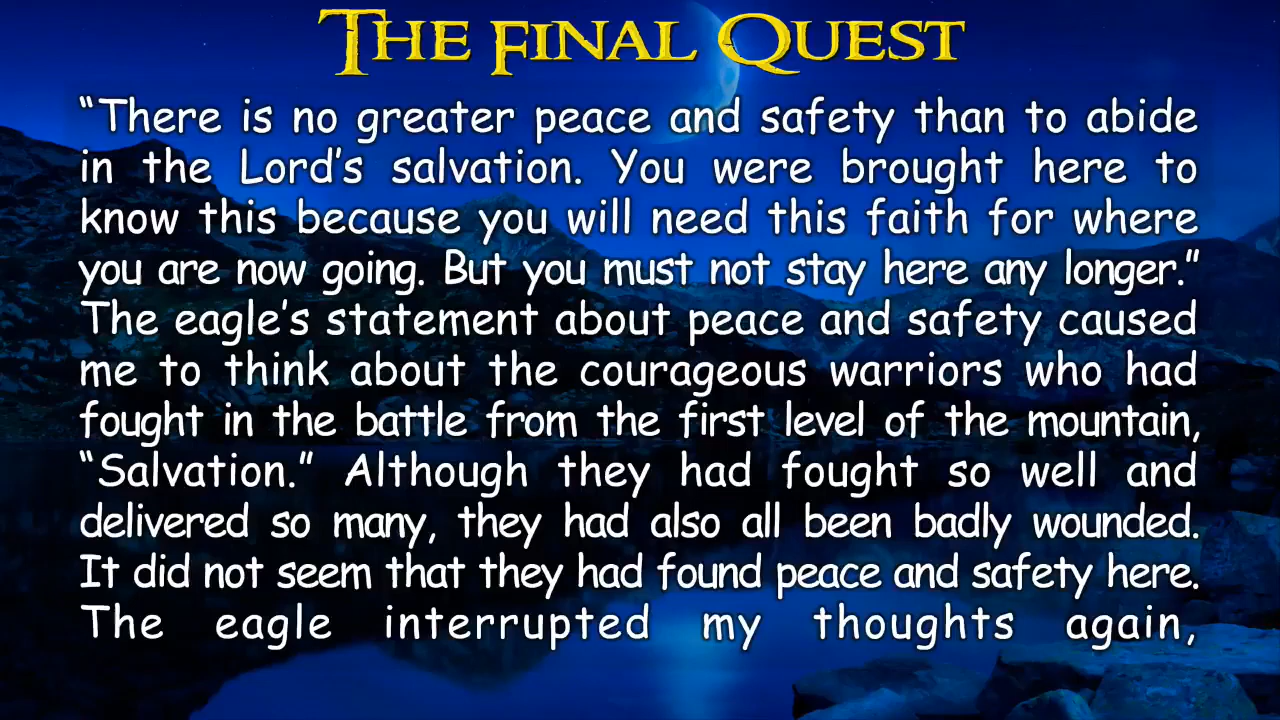 THE FINAL QUEST
“There is no greater peace and safety than to abide
in the Lord’s salvation. You were brought here to
know this because you will need this faith for where
you are now going. But you must not stay here any longer.”
The eagle’s statement about peace and safety caused
me to think about the courageous warriors who had
fought in the battle from the first level of the mountain,
“Salvation.” Although they had fought so well and
delivered so many, they had also all been badly wounded.
It did not seem that they had found peace and safety here.
The eagle interrupted my thoughts again,